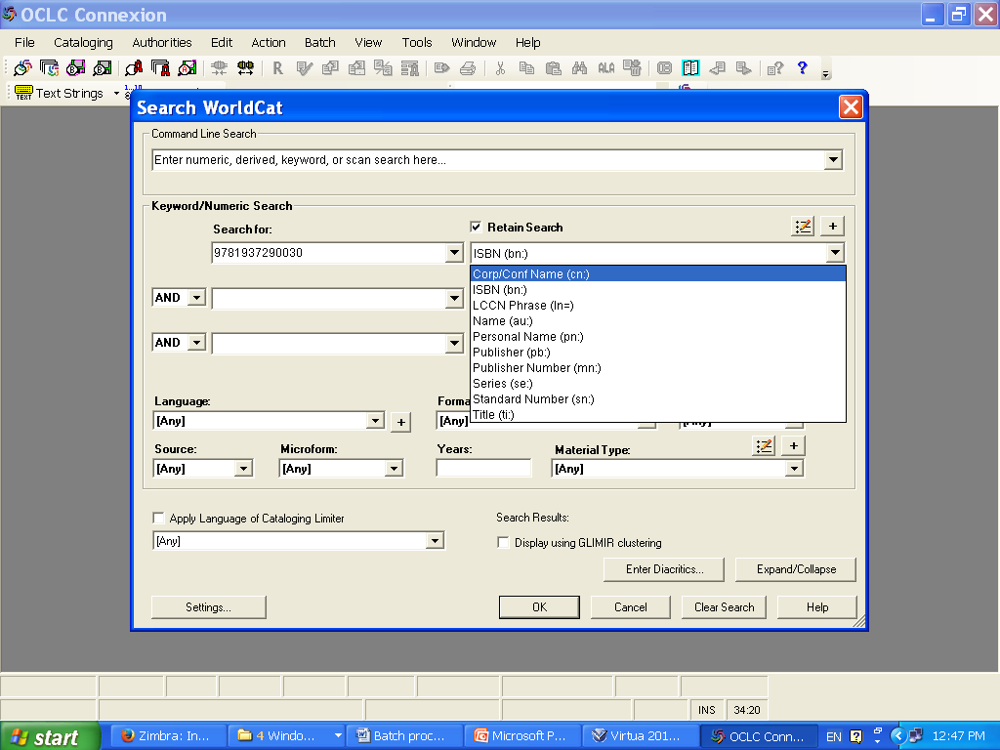 OCLC Connexion
File Cataloging Authorities Edit Action Batch View Tools Window Help
R ALA ?
TEXT Text Strings
Search WorldCat
Command Line Search
Enter numeric, derived, keyword, or scan search here...
Keyword/Numeric Search
Search for: Retain Search +
9781937290030 ISBN (bn:)
Corp/Conf Name (cn:)
ISBN (bn:)
AND
LCCN Phrase (ln=)
Name (au:)
Personal Name (pn:)
AND
Publisher (pb:)
Publisher Number (mn:)
Series (se:)
Standard Number (sn:)
Title (ti:)
Language: Forma
[Any] + [Any] [Any]
Source: Microform: Years: Material Type: +
[Any] [Any] [Any]
Apply Language of Cataloging Limiter Search Results:
[Any] Display using GLIMIR clustering
Enter Diacritics... Expand/Collapse
Settings... OK Cancel Clear Search Help
INS 34:20
start Zimbra: In... 4 Windo... Batch proc... Microsoft P... Virtua 201... OCLC Conn... EN ? 12:47 PM